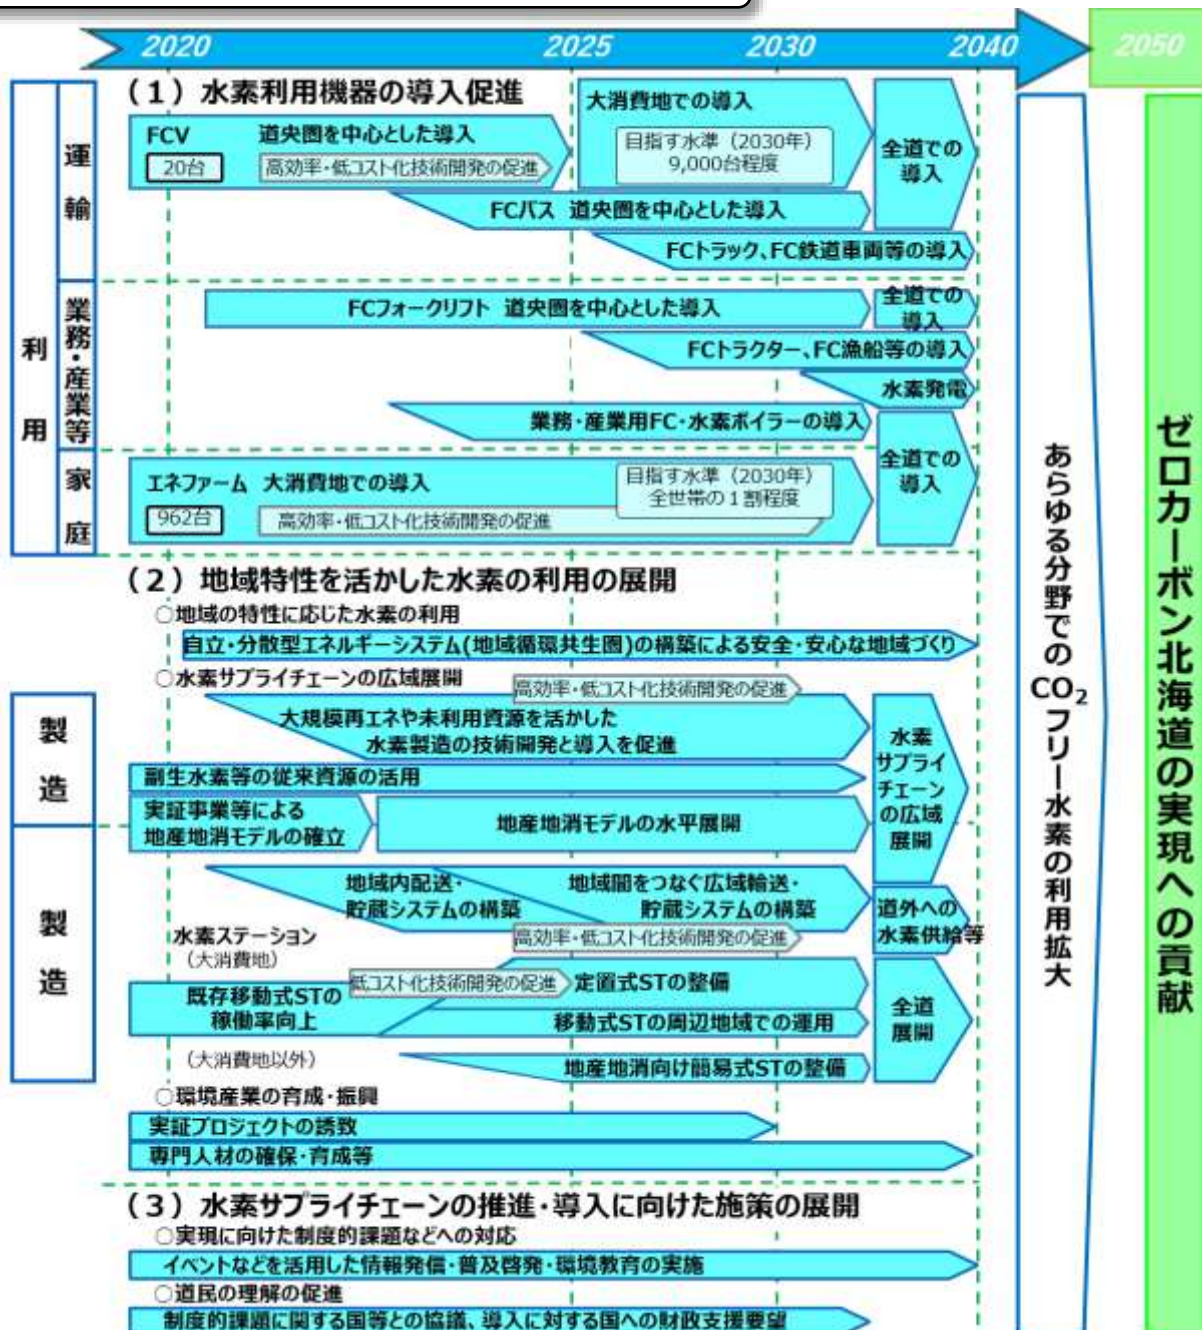 2020
2025
2030
2040
2050
利用
運輸
業務・産業等
家庭
製造
製造
（１）水素利用機器の導入促進
FCV 道央圏を中心とした導入
20台
高効率・低コスト化技術開発の促進
大消費地での導入
目指す水準（2030年）
9,000台程度
全道での
導入
FCバス 道央圏を中心とした導入
FCトラック、FC鉄道車両等の導入
FCフォークリフト 道央圏を中心とした導入
全道での
導入
FCトラクター、FC漁船等の導入
水素発電
業務・産業用FC・水素ボイラーの導入
エネファーム 大消費地での導入
962台
高効率・低コスト化技術開発の促進
目指す水準（2030年）
全世帯の１割程度
全道での
導入
（２）地域特性を活かした水素の利用の展開
○地域の特性に応じた水素の利用
自立・分散型エネルギーシステム(地域循環共生圏)の構築による安全・安心な地域づくり
○水素サプライチェーンの広域展開
高効率・低コスト化技術開発の促進
大規模再エネや未利用資源を活かした
水素製造の技術開発と導入を促進
副生水素等の従来資源の活用
実証事業等による
地産地消モデルの確立
地産地消モデルの水平展開
水素
サプライ
チェーン
の広域
展開
地域内配送・
貯蔵システムの構築
地域間をつなぐ広域輸送・
貯蔵システムの構築
高効率・低コスト化技術開発の促進
道外への
水素供給等
水素ステーション
（大消費地）
低コスト化技術開発の促進
定置式STの整備
既存移動式STの
稼働率向上
移動式STの周辺地域での運用
全道
展開
（大消費地以外）
地産地消向け簡易式STの整備
○環境産業の育成・振興
実証プロジェクトの誘致
専門人材の確保・育成等
（３）水素サプライチェーンの推進・導入に向けた施策の展開
○実現に向けた制度的課題などへの対応
イベントなどを活用した情報発信・普及啓発・環境教育の実施
○道民の理解の促進
制度的課題に関する国等との協議、導入に対する国への財政支援要望
あらゆる分野でのCO₂フリー水素の利用拡大
ゼロカーボン北海道の実現への貢献